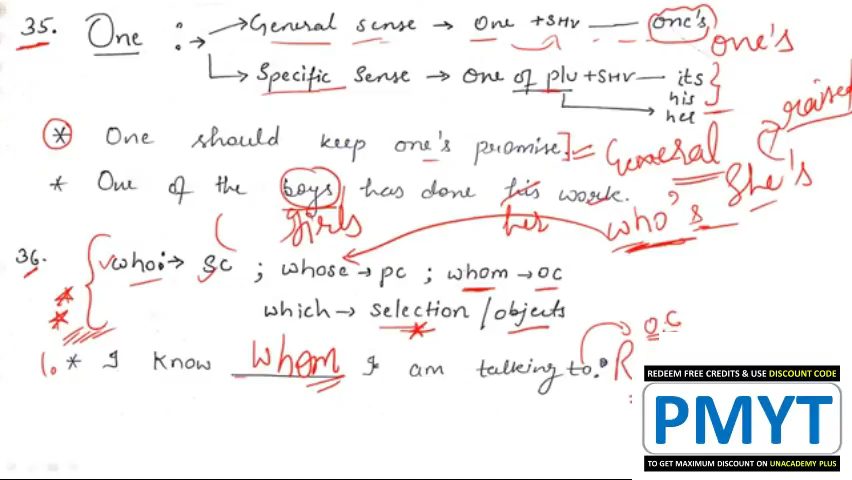 35. One : → General sense → One + SHV — one's one's
→ Specific Sense → One of plu + SHV — its
his
her
raised
* One should keep one's promise. = General
* One of the boys has done his work. She's
girls her who's
36. who : → SC ; whose → PC ; whom → OC
which → selection / objects
O.C
1. * I know whom I am talking to. R
REDEEM FREE CREDITS & USE DISCOUNT CODE
PMYT
TO GET MAXIMUM DISCOUNT ON UNACADEMY PLUS